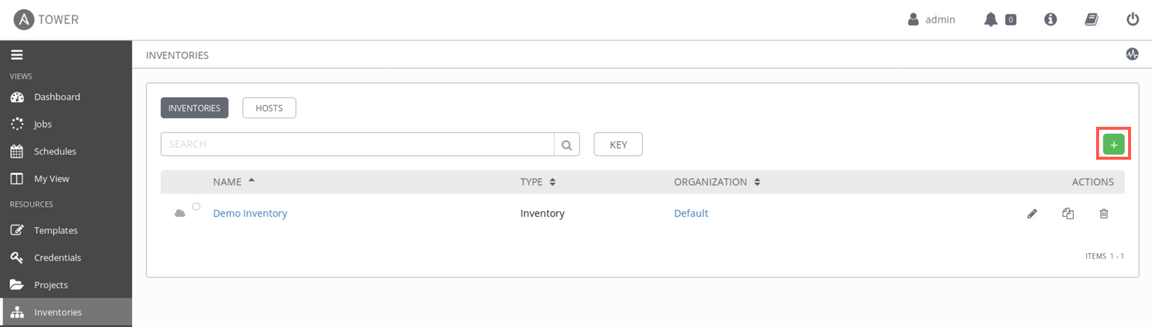 A TOWER
admin
0
INVENTORIES
VIEWS
Dashboard
Jobs
Schedules
My View
RESOURCES
Templates
Credentials
Projects
Inventories
INVENTORIES HOSTS
SEARCH
KEY
+
NAME TYPE ORGANIZATION ACTIONS
Demo Inventory Inventory Default
ITEMS 1 - 1